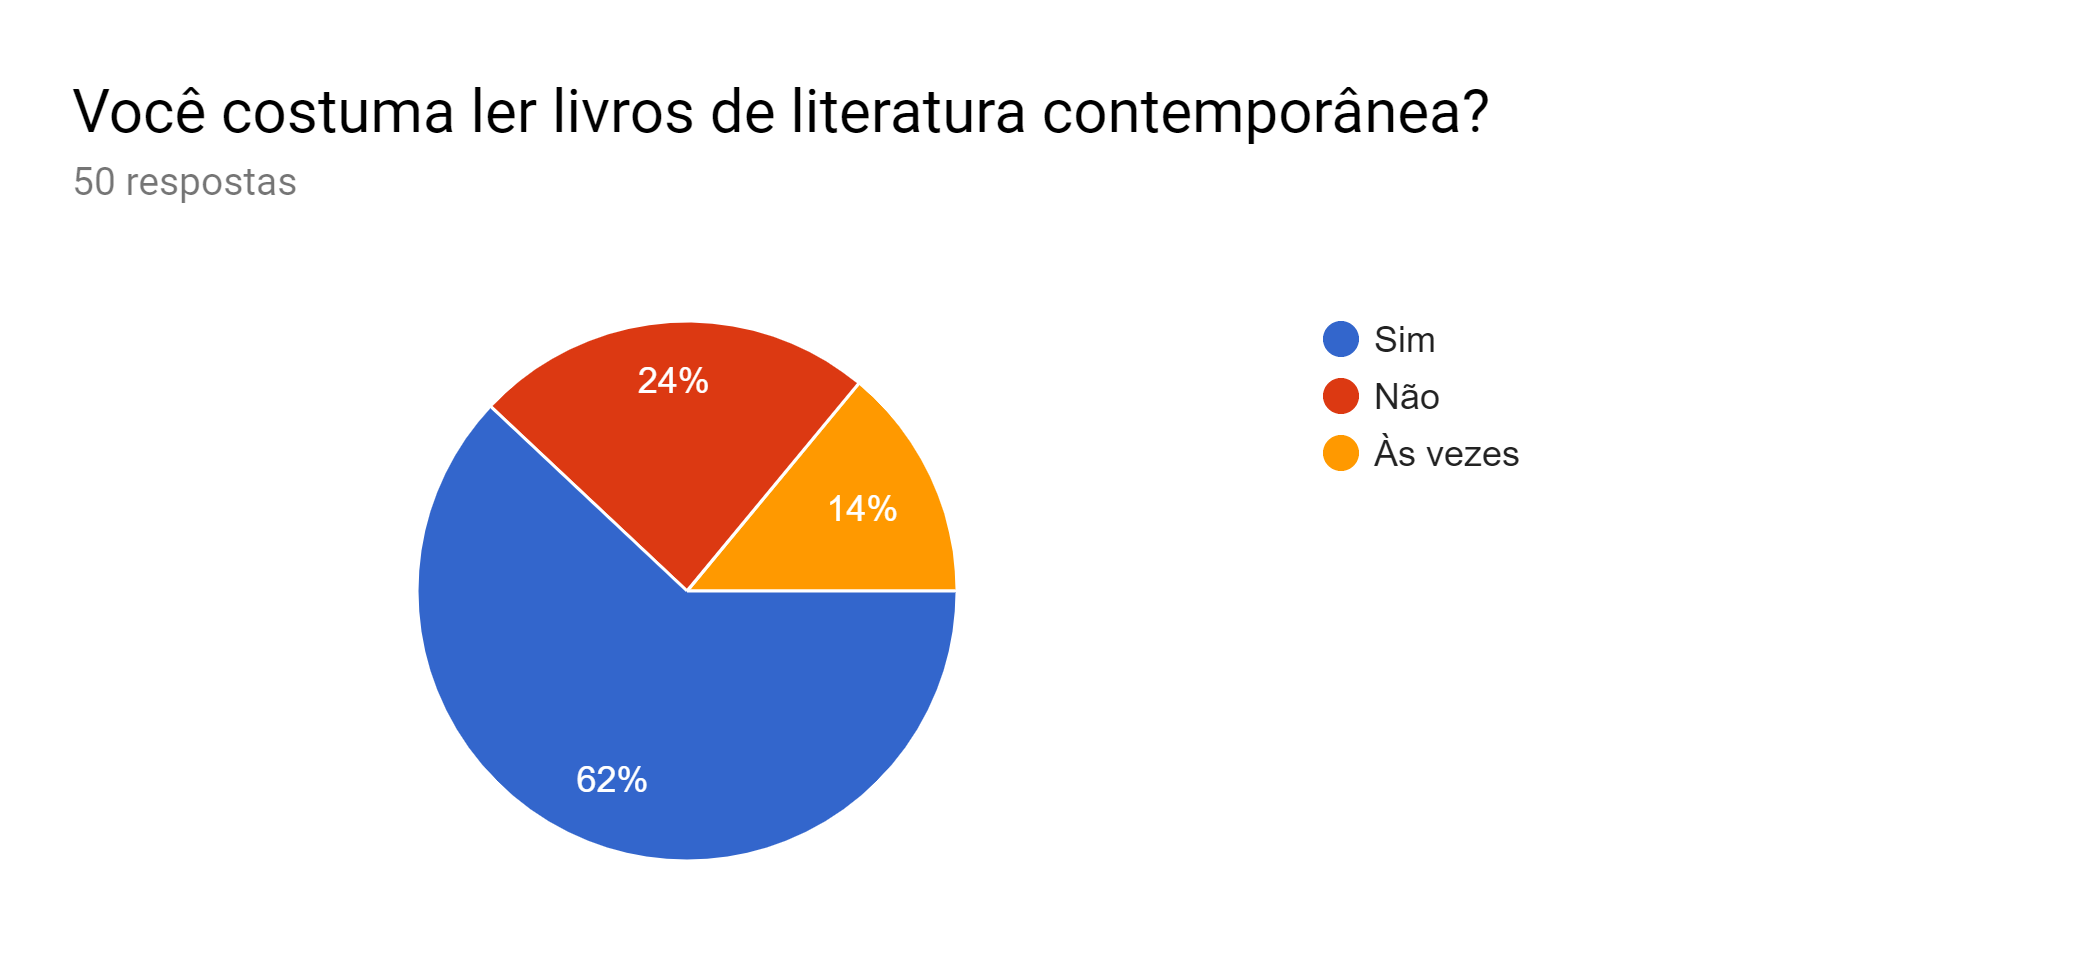 Você costuma ler livros de literatura contemporânea?
50 respostas
24%
14%
62%
Sim
Não
Às vezes